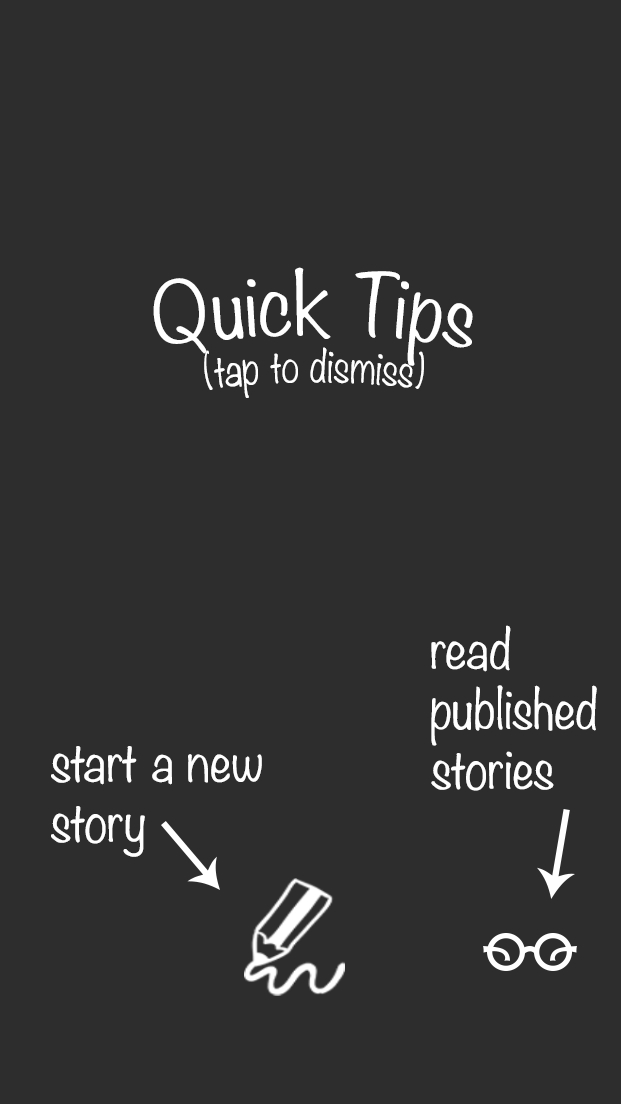 Quick Tips
(tap to dismiss)
read
published
stories
start a new
story